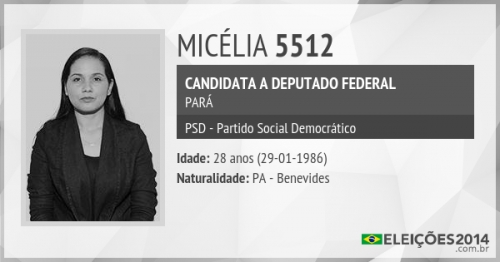 MICÉLIA 5512
CANDIDATA A DEPUTADO FEDERAL
PARÁ
PSD - Partido Social Democrático
Idade: 28 anos (29-01-1986)
Naturalidade: PA - Benevides
ELEIÇÕES2014
.com.br